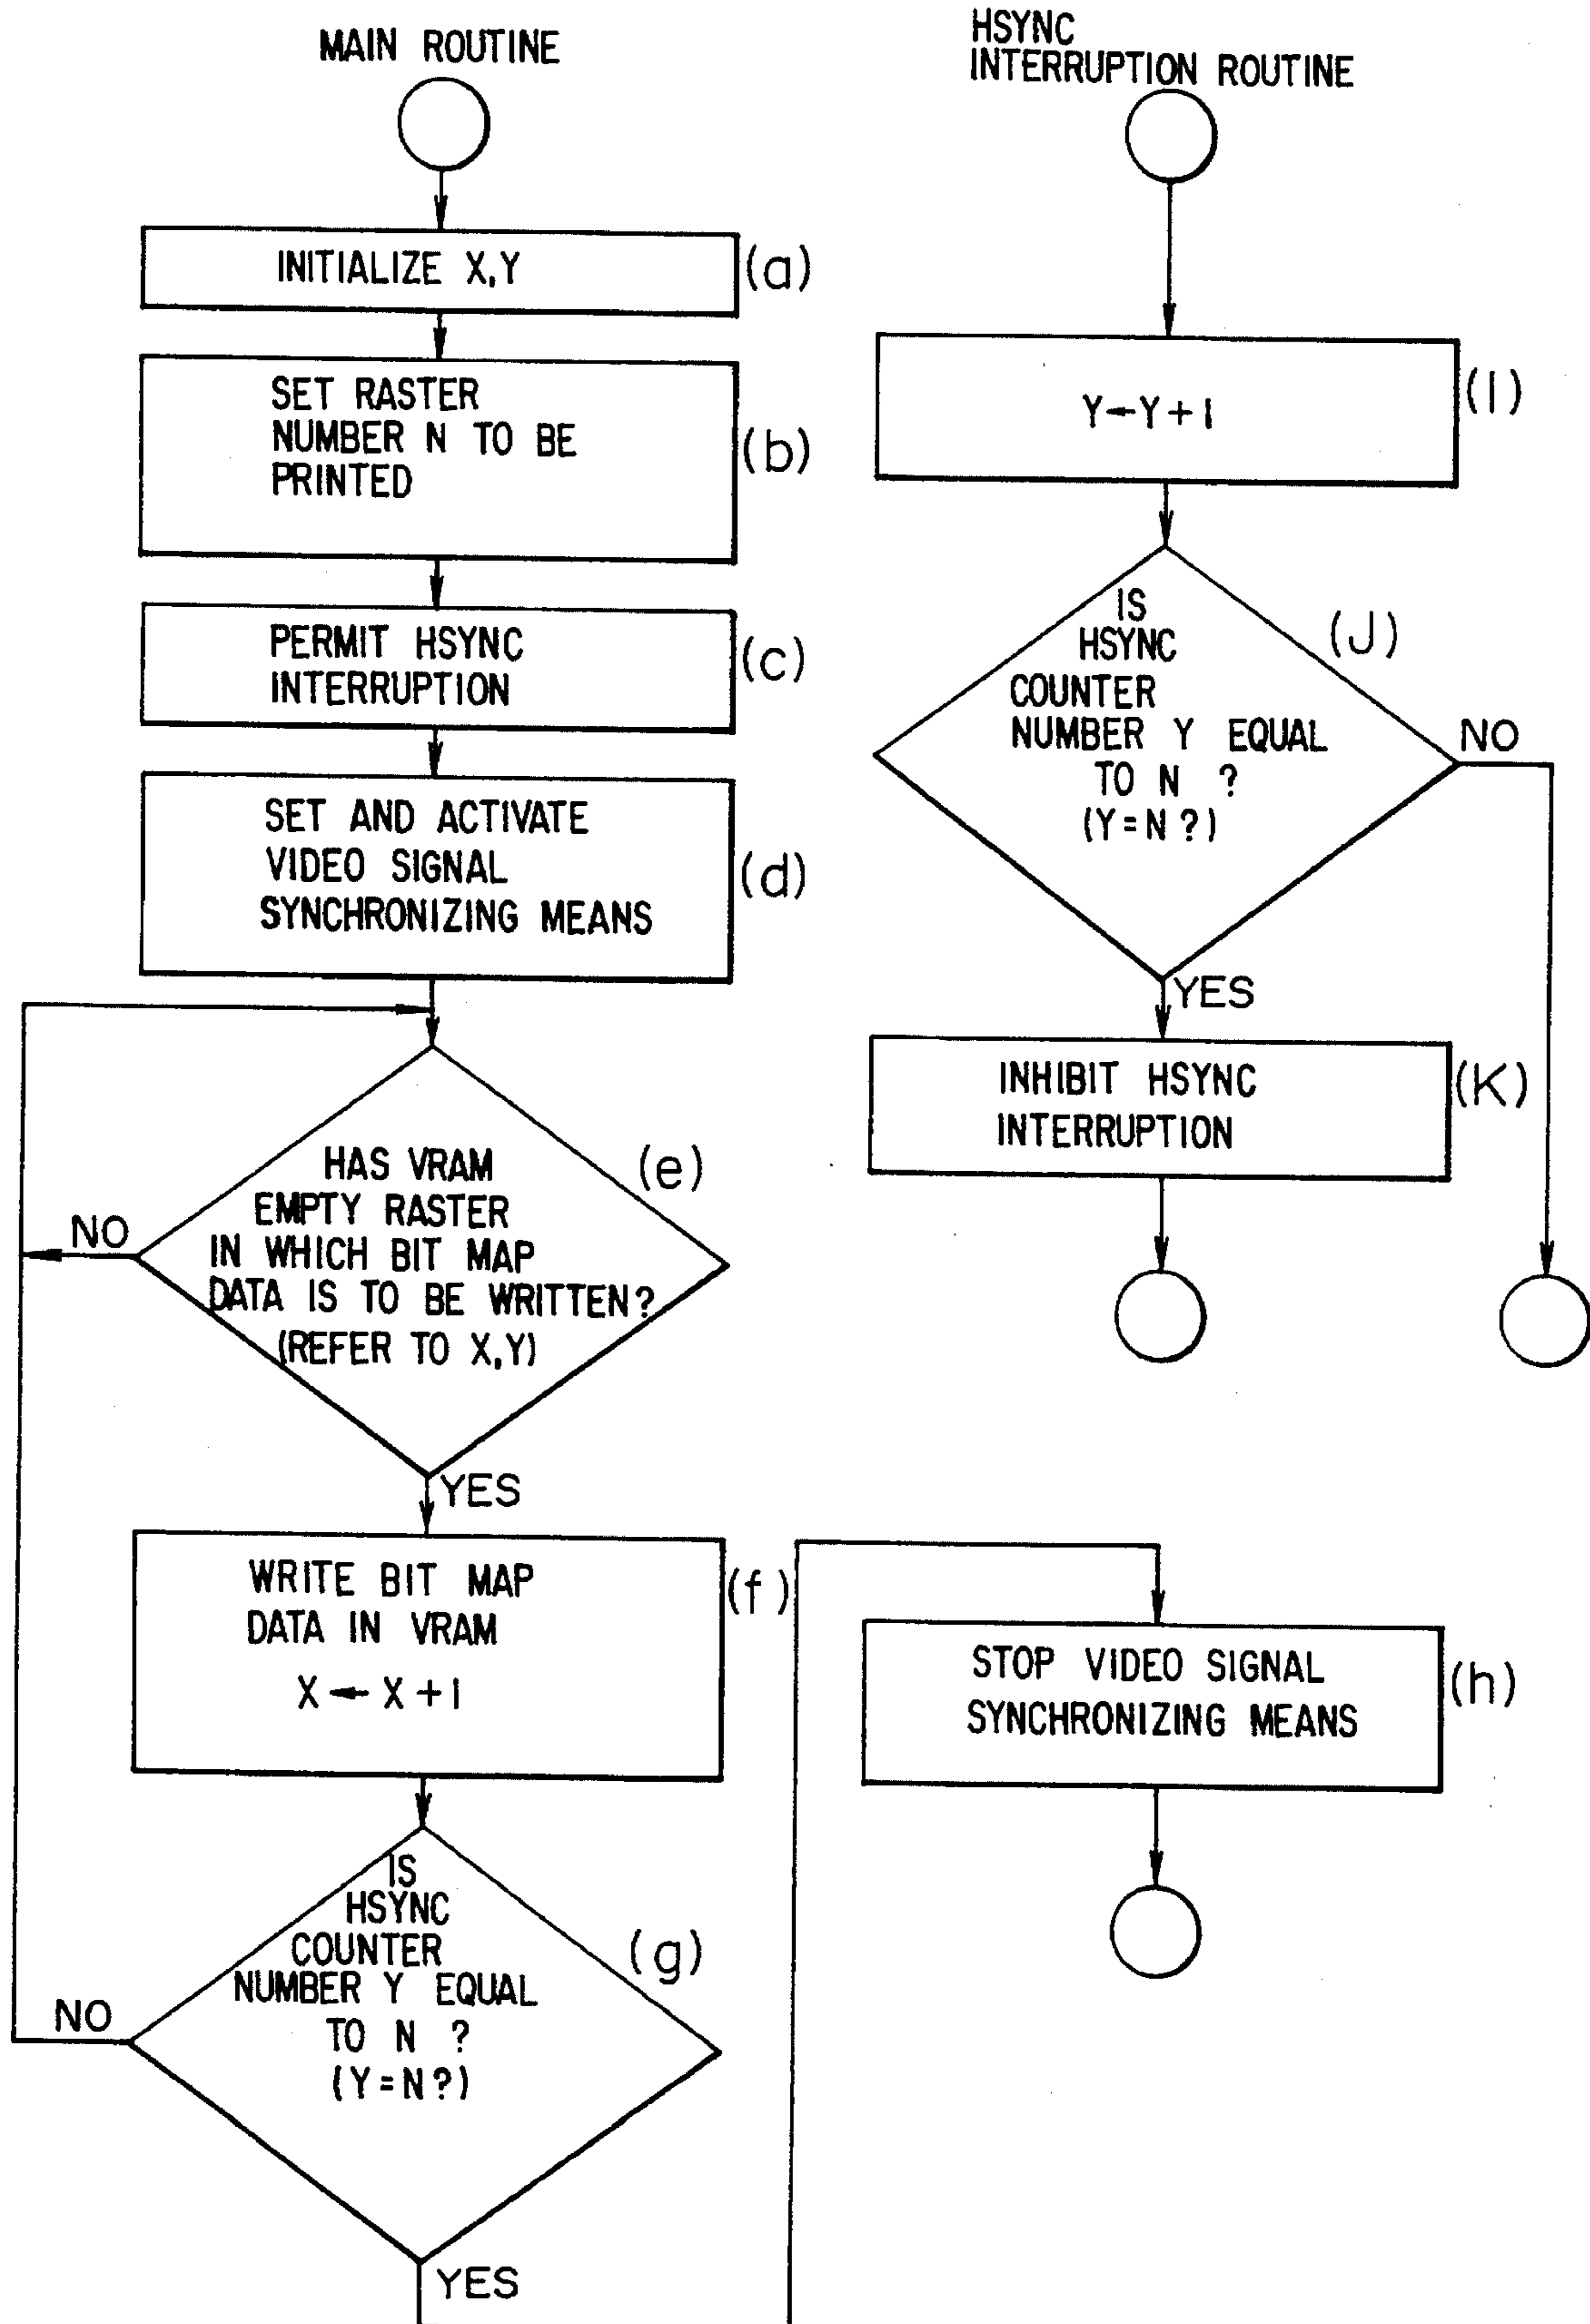 MAIN ROUTINE
INITIALIZE X,Y
(a)
SET RASTER
NUMBER N TO BE
PRINTED
(b)
PERMIT HSYNC
INTERRUPTION
(c)
SET AND ACTIVATE
VIDEO SIGNAL
SYNCHRONIZING MEANS
(d)
HAS VRAM
EMPTY RASTER
IN WHICH BIT MAP
DATA IS TO BE WRITTEN?
(REFER TO X,Y)
(e)
NO
YES
WRITE BIT MAP
DATA IN VRAM
X ← X + 1
(f)
IS
HSYNC
COUNTER
NUMBER Y EQUAL
TO N ?
(Y=N?)
(g)
NO
YES
HSYNC
INTERRUPTION ROUTINE
Y←Y+1
(I)
IS
HSYNC
COUNTER
NUMBER Y EQUAL
TO N ?
(Y=N?)
(J)
NO
YES
INHIBIT HSYNC
INTERRUPTION
(K)
STOP VIDEO SIGNAL
SYNCHRONIZING MEANS
(h)